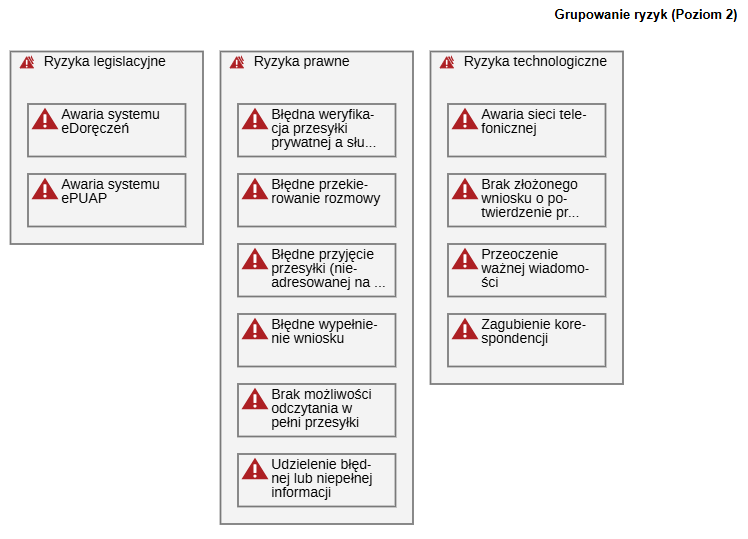 Grupowanie ryzyk (Poziom 2)
Ryzyka legislacyjne
Awaria systemu
eDoręczeń
Awaria systemu
ePUAP
Ryzyka prawne
Błędna weryfika-
cja przesyłki
prywatnej a słu...
Błędne przekie-
rowanie rozmowy
Błędne przyjęcie
przesyłki (nie-
adresowanej na ...
Błędne wypełnie-
nie wniosku
Brak możliwości
odczytania w
pełni przesyłki
Udzielenie błęd-
nej lub niepełnej
informacji
Ryzyka technologiczne
Awaria sieci tele-
fonicznej
Brak złożonego
wniosku o po-
twierdzenie pr...
Przeoczenie
ważnej wiadomo-
ści
Zagubienie kore-
spondencji